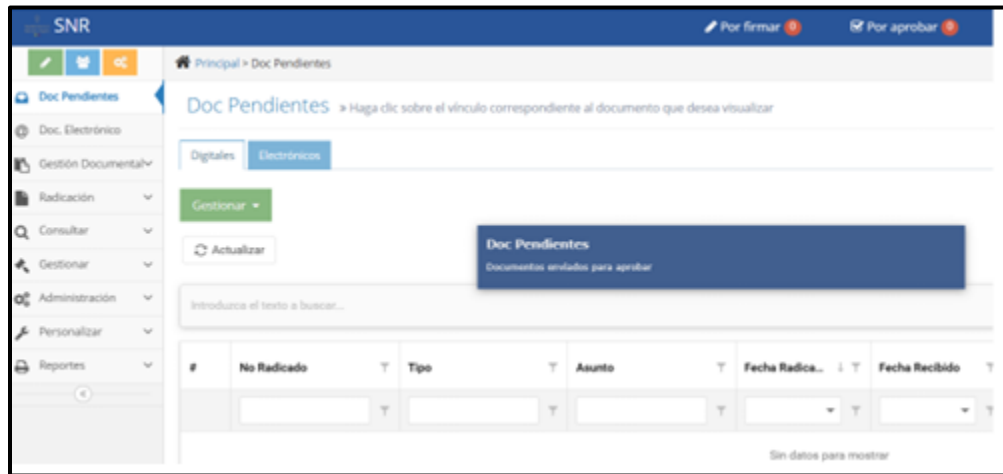 SNR
Por firmar 0
Por aprobar 0
Principal > Doc Pendientes
Doc Pendientes
Doc. Electrónico
Gestión Documental
Radicación
Consultar
Gestionar
Administración
Personalizar
Reportes
Doc Pendientes » Haga clic sobre el vínculo correspondiente al documento que desea visualizar
Digitales
Electrónicos
Gestionar
Actualizar
Doc Pendientes
Documentos enviados para aprobar
Introduzca el texto a buscar...
# No Radicado Tipo Asunto Fecha Radica... Fecha Recibido
Sin datos para mostrar